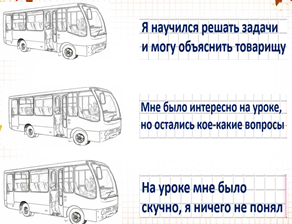 Я научился решать задачи
и могу объяснить товарищу
Мне было интересно на уроке,
но остались кое-какие вопросы
На уроке мне было
скучно, я ничего не понял